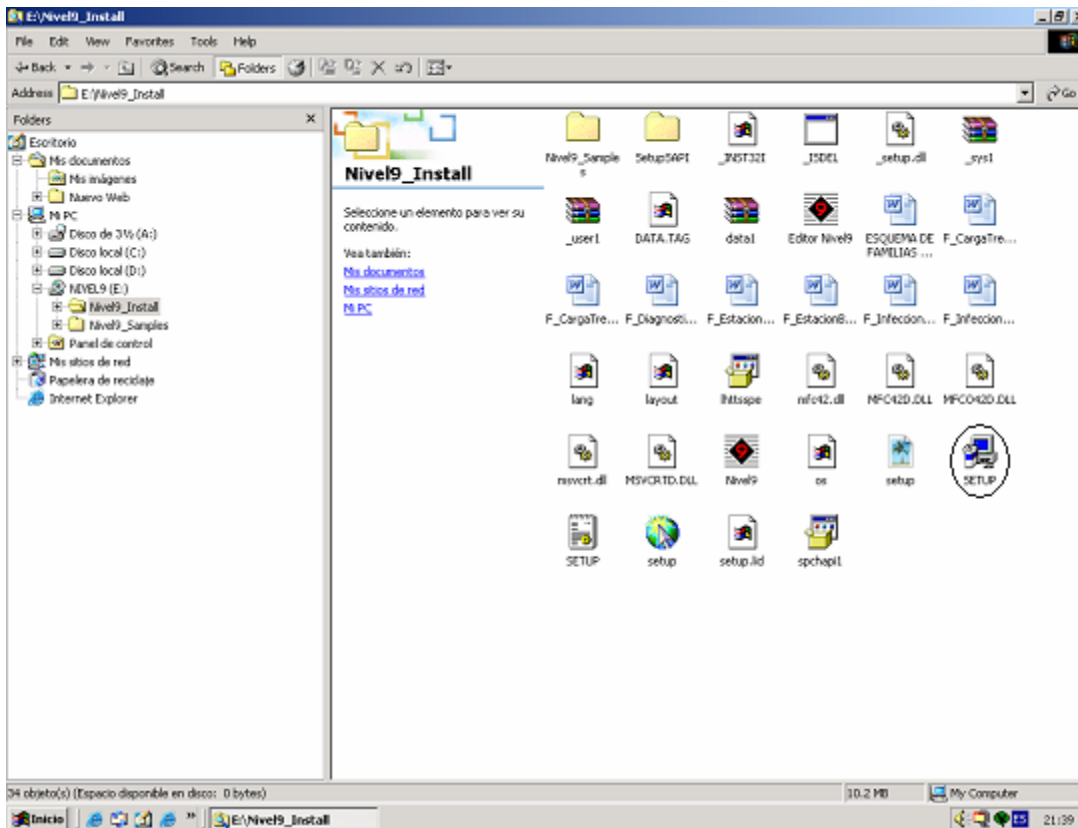 E:\Nivel9_Install
File Edit View Favorites Tools Help
Back Search Folders
Address E:\Nivel9_Install Go
Folders
Escritorio
Mis documentos
Mis imágenes
Nuevo Web
Mi PC
Disco de 3½ (A:)
Disco local (C:)
Disco local (D:)
NIVEL9 (E:)
Nivel9_Install
Nivel9_Samples
Panel de control
Mis sitios de red
Papelera de reciclaje
Internet Explorer
Nivel9_Install
Seleccione un elemento para ver su
contenido.
Vea también:
Mis documentos
Mis sitios de red
Mi PC
Nivel9_Sample
s
Setup5API _INST32I _ISDEL _setup.dll _sys1
_user1 DATA.TAG data1 Editor Nivel9 ESQUEMA DE
FAMILIAS ...
F_CargaTre...
F_CargaTre... F_Diagnosti... F_Estacion... F_EstacionB... F_Infeccion... F_Infeccion...
lang layout lhttsspe mfc42.dll MFC42D.DLL MFCO42D.DLL
msvcrt.dll MSVCRTD.DLL Nivel9 os setup SETUP
SETUP setup setup.lid spchapi1
34 objeto(s) (Espacio disponible en disco: 0 bytes) 10.2 MB My Computer
Inicio » E:\Nivel9_Install ES 21:39